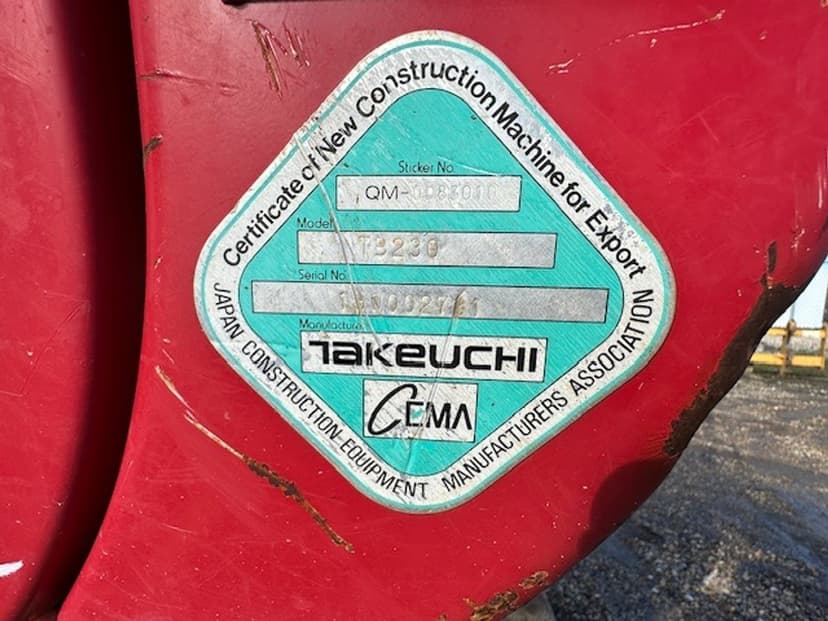 Certificate of New Construction Machine for Export
Sticker No.
Model
TB230
Serial No.
Manufacturer
TAKEUCHI
CEMA
JAPAN CONSTRUCTION EQUIPMENT MANUFACTURERS ASSOCIATION